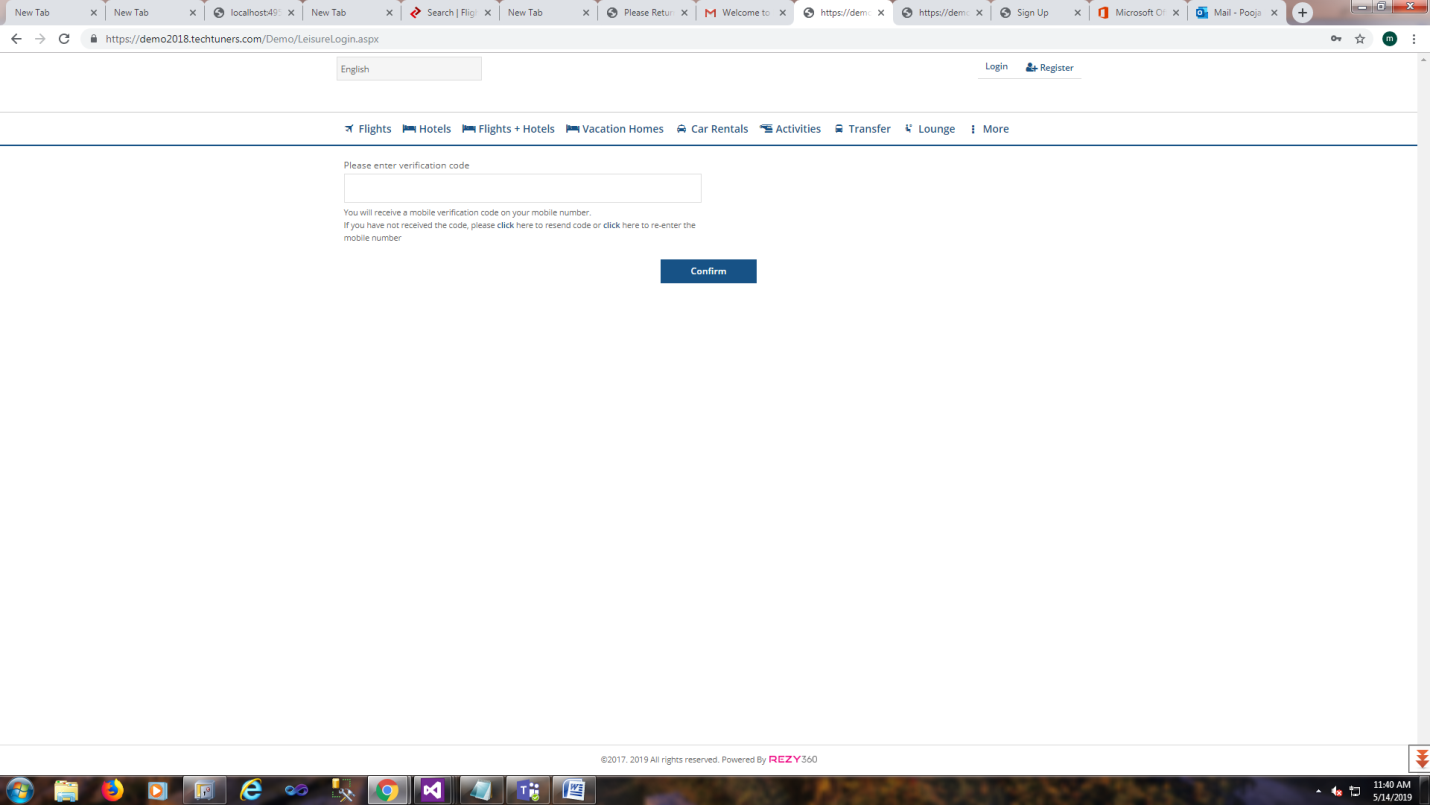 New Tab
New Tab
localhost:49
New Tab
Search | Fligh
New Tab
Please Retur
Welcome to
https://demo
https://demo
Sign Up
Microsoft Of
Mail - Pooja
https://demo2018.techtuners.com/Demo/LeisureLogin.aspx
m
English
Login
Register
Flights Hotels Flights + Hotels Vacation Homes Car Rentals Activities Transfer Lounge More
Please enter verification code
You will receive a mobile verification code on your mobile number.
If you have not received the code, please click here to resend code or click here to re-enter the
mobile number
Confirm
©2017. 2019 All rights reserved. Powered By REZY360
11:40 AM
5/14/2019